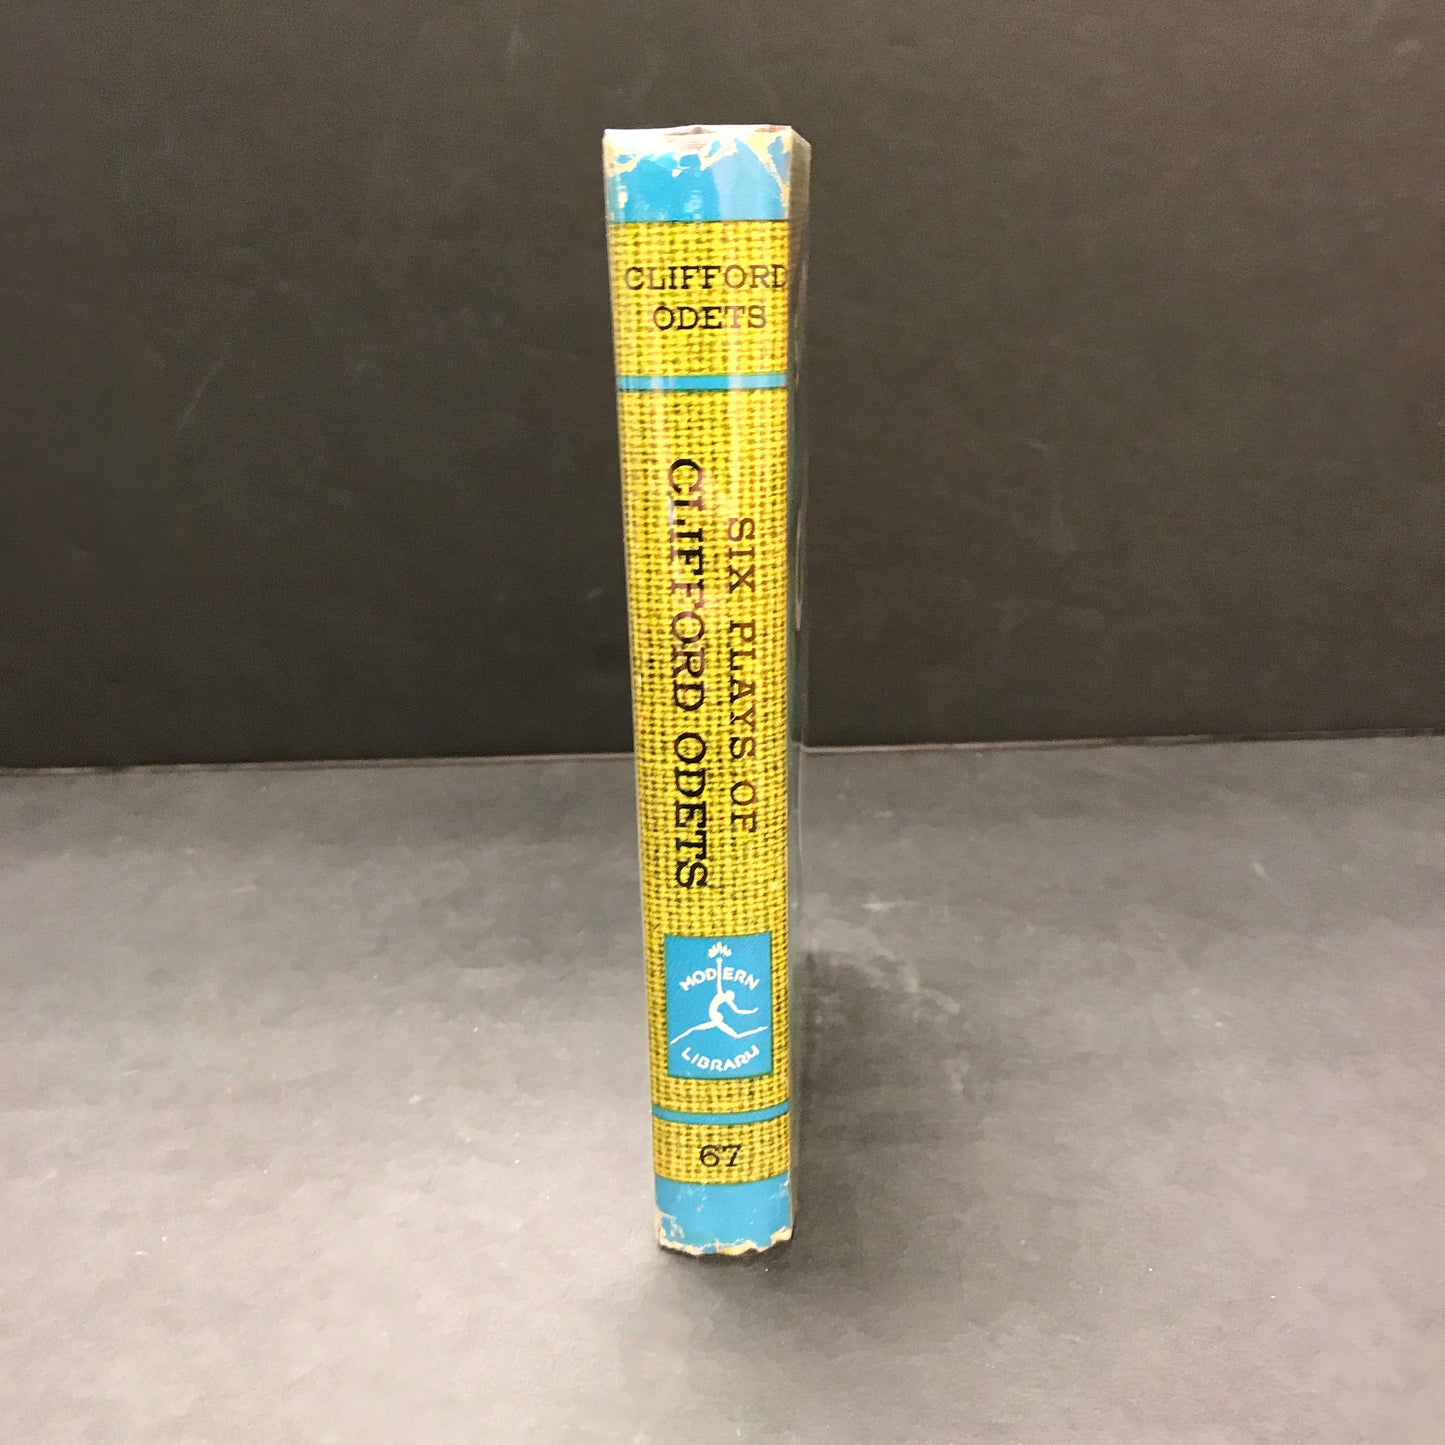 CLIFFORD
ODETS
SIX PLAYS OF
CLIFFORD ODETS
MODERN
LIBRARY
67